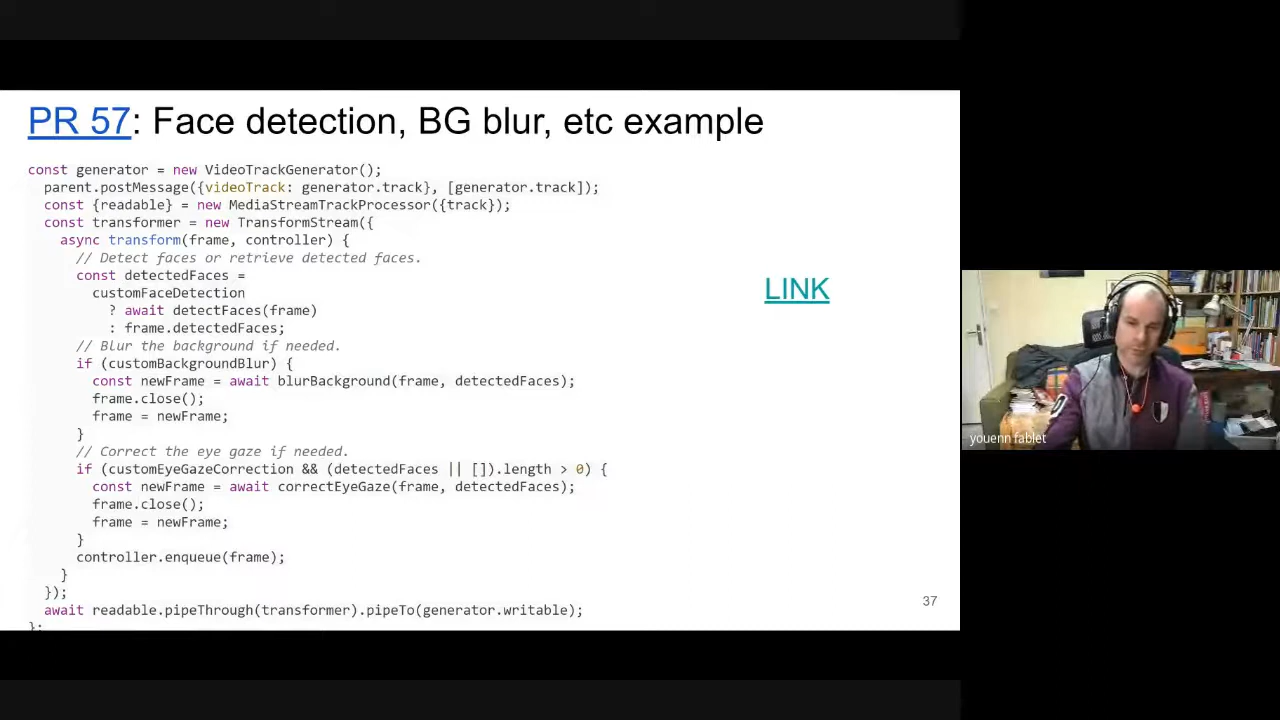 PR 57: Face detection, BG blur, etc example
const generator = new VideoTrackGenerator();
parent.postMessage({videoTrack: generator.track}, [generator.track]);
const {readable} = new MediaStreamTrackProcessor({track});
const transformer = new TransformStream({
async transform(frame, controller) {
// Detect faces or retrieve detected faces.
const detectedFaces =
customFaceDetection
? await detectFaces(frame)
: frame.detectedFaces;
// Blur the background if needed.
if (customBackgroundBlur) {
const newFrame = await blurBackground(frame, detectedFaces);
frame.close();
frame = newFrame;
}
// Correct the eye gaze if needed.
if (customEyeGazeCorrection && (detectedFaces || []).length > 0) {
const newFrame = await correctEyeGaze(frame, detectedFaces);
frame.close();
frame = newFrame;
}
controller.enqueue(frame);
}
});
await readable.pipeThrough(transformer).pipeTo(generator.writable);
};
LINK
37
youenn fablet